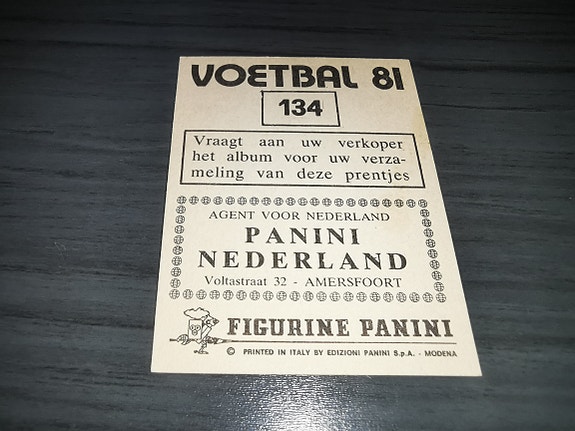 VOETBAL 81
134
Vraagt aan uw verkoper
het album voor uw verza-
meling van deze prentjes
AGENT VOOR NEDERLAND
PANINI
NEDERLAND
Voltastraat 32 - AMERSFOORT
FIGURINE PANINI
© PRINTED IN ITALY BY EDIZIONI PANINI S.p.A. - MODENA